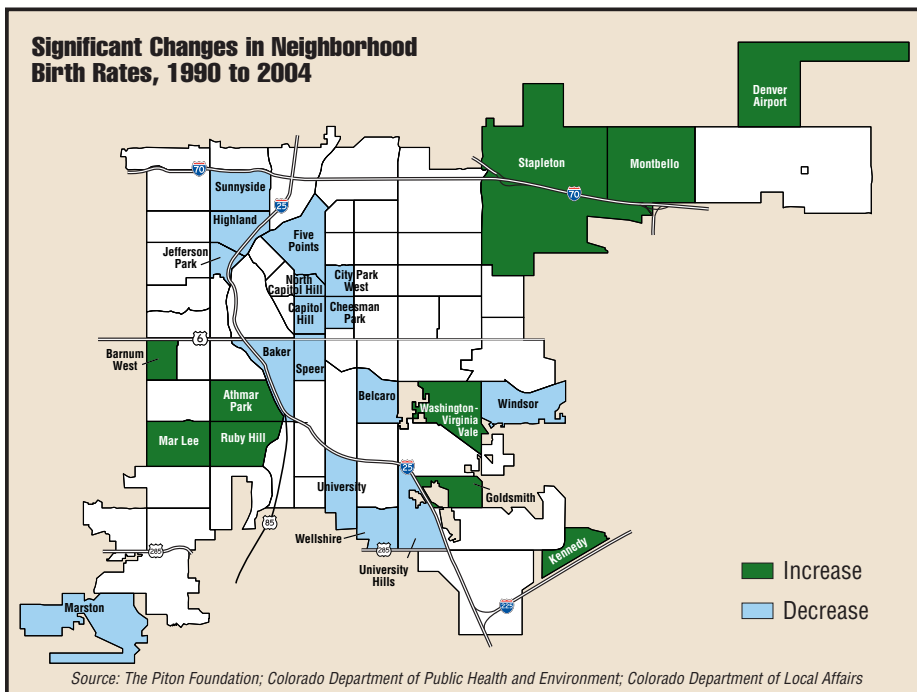 Significant Changes in Neighborhood
Birth Rates, 1990 to 2004
Denver
Airport
Stapleton
Montbello
70
Sunnyside
25
70
Highland
Five
Points
Jefferson
Park
North
Capitol Hill
City Park
West
Capitol
Hill
Cheesman
Park
6
Barnum
West
Baker
Speer
Athmar
Park
Belcaro
Washington-
Virginia
Vale
Windsor
Mar Lee
Ruby Hill
25
University
Goldsmith
85
Wellshire
285
285
University
Hills
Kennedy
225
Marston
Increase
Decrease
Source: The Piton Foundation; Colorado Department of Public Health and Environment; Colorado Department of Local Affairs